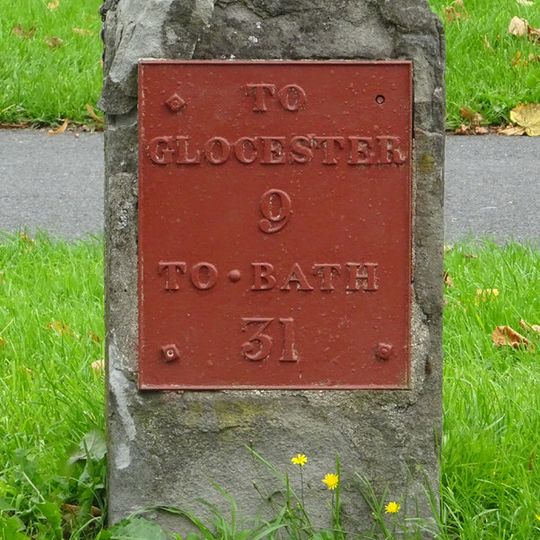 TO
GLOCESTER
9
TO · BATH
31